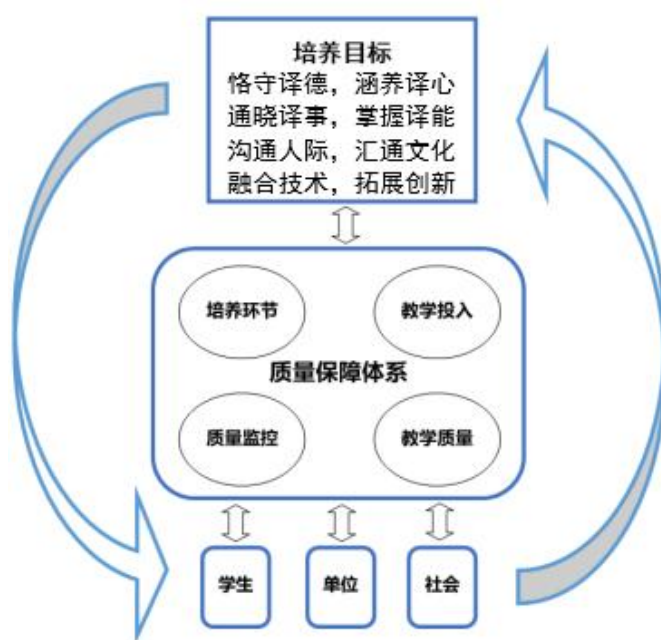 培养目标
恪守译德，涵养译心
通晓译事，掌握译能
沟通人际，汇通文化
融合技术，拓展创新
培养环节
教学投入
质量保障体系
质量监控
教学质量
学生
单位
社会